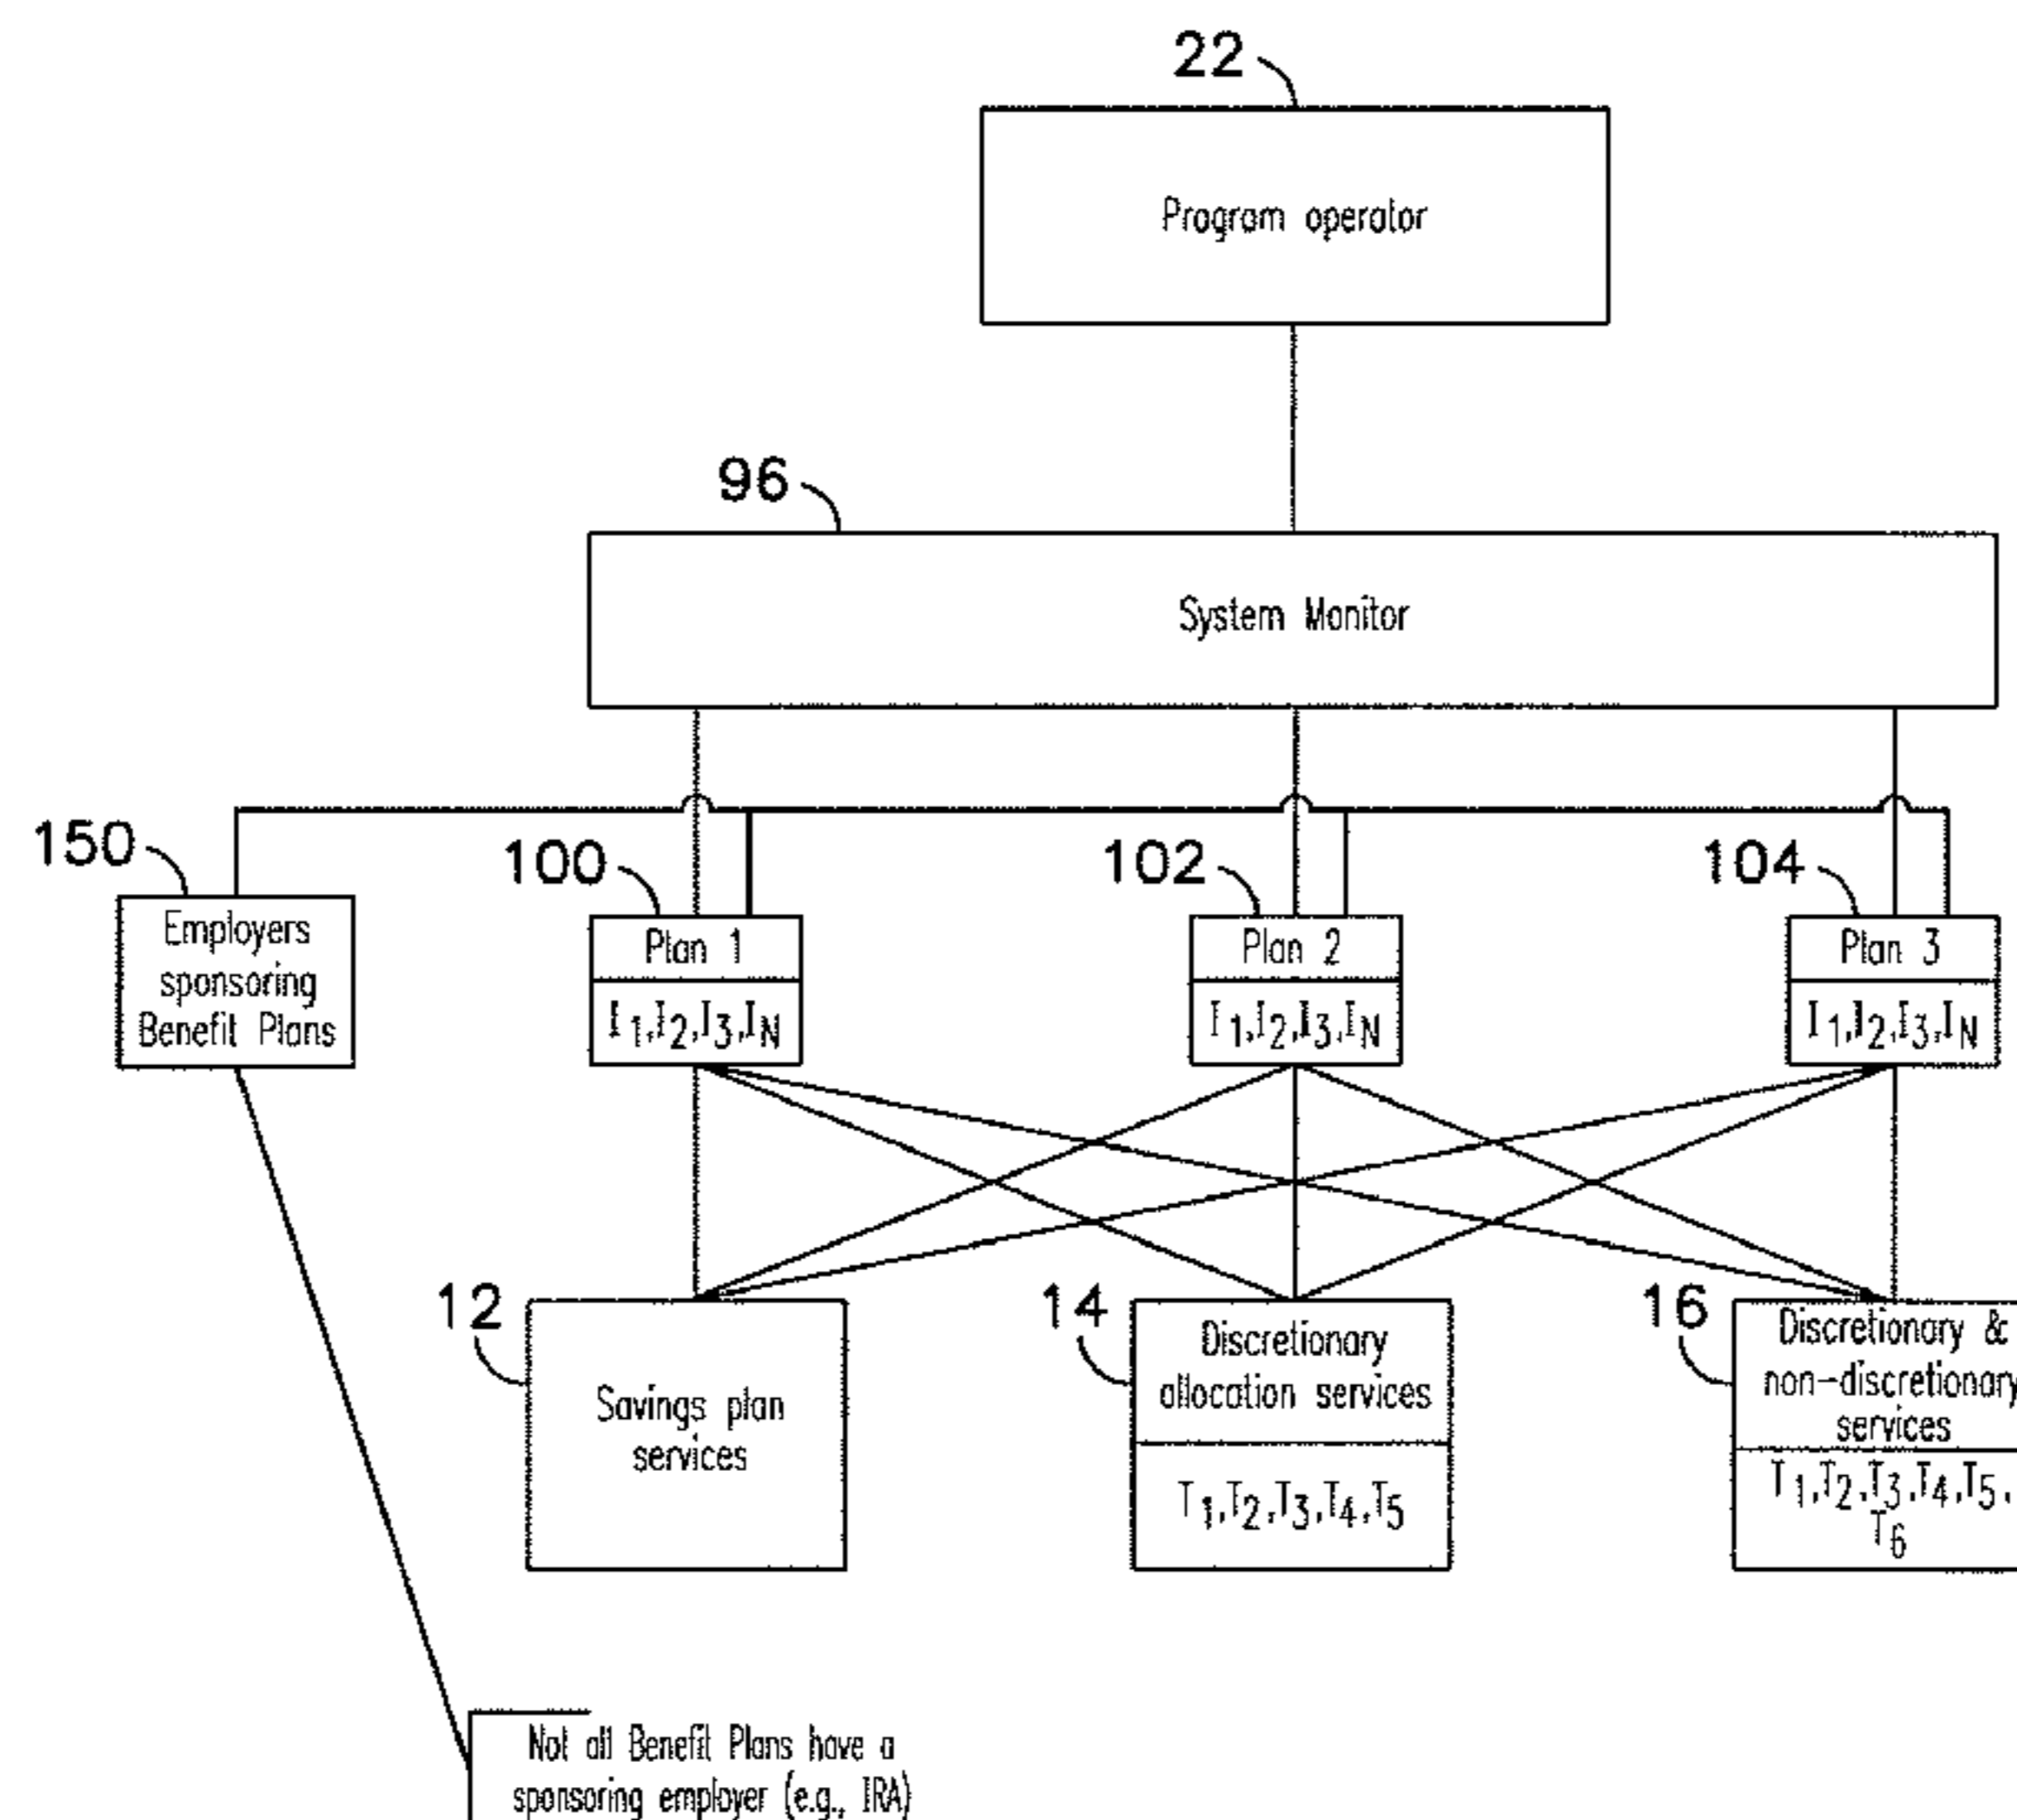 22
Program operator
96
System Monitor
150
100
102
104
Employers
sponsoring
Benefit Plans
Plan 1
I1,I2,I3,IN
Plan 2
I1,I2,I3,IN
Plan 3
I1,I2,I3,IN
12
14
16
Savings plan
services
Discretionary
allocation services
T1,T2,T3,T4,T5
Discretionary &
non-discretionary
services
T1,T2,T3,T4,T5,
T6
Not all Benefit Plans have a
sponsoring employer (e.g., IRA)